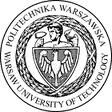 POLITECHNIKA WARSZAWSKA
WARSAW UNIVERSITY OF TECHNOLOGY